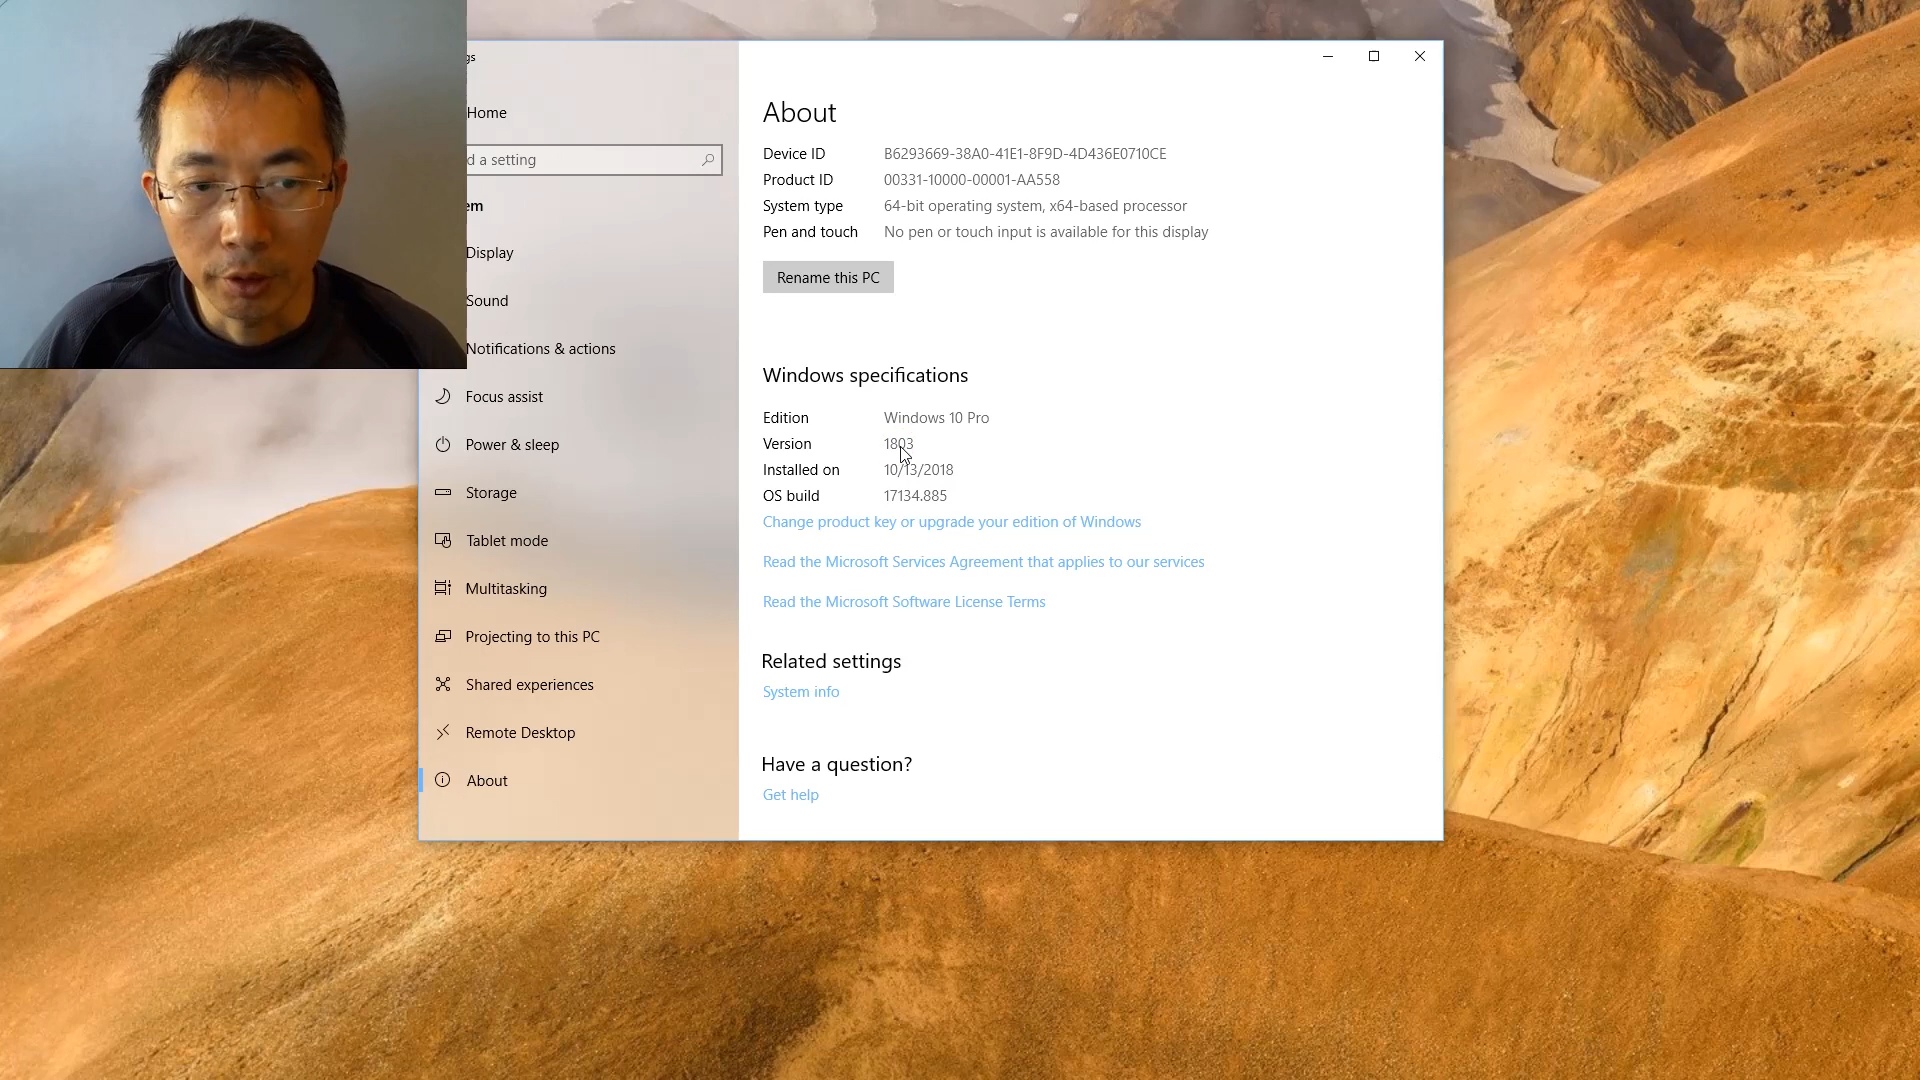 gs
Home
d a setting
em
Display
Sound
Notifications & actions
Focus assist
Power & sleep
Storage
Tablet mode
Multitasking
Projecting to this PC
Shared experiences
Remote Desktop
About
About
Device ID B6293669-38A0-41E1-8F9D-4D436E0710CE
Product ID 00331-10000-00001-AA558
System type 64-bit operating system, x64-based processor
Pen and touch No pen or touch input is available for this display
Rename this PC
Windows specifications
Edition Windows 10 Pro
Version 1803
Installed on 10/13/2018
OS build 17134.885
Change product key or upgrade your edition of Windows
Read the Microsoft Services Agreement that applies to our services
Read the Microsoft Software License Terms
Related settings
System info
Have a question?
Get help